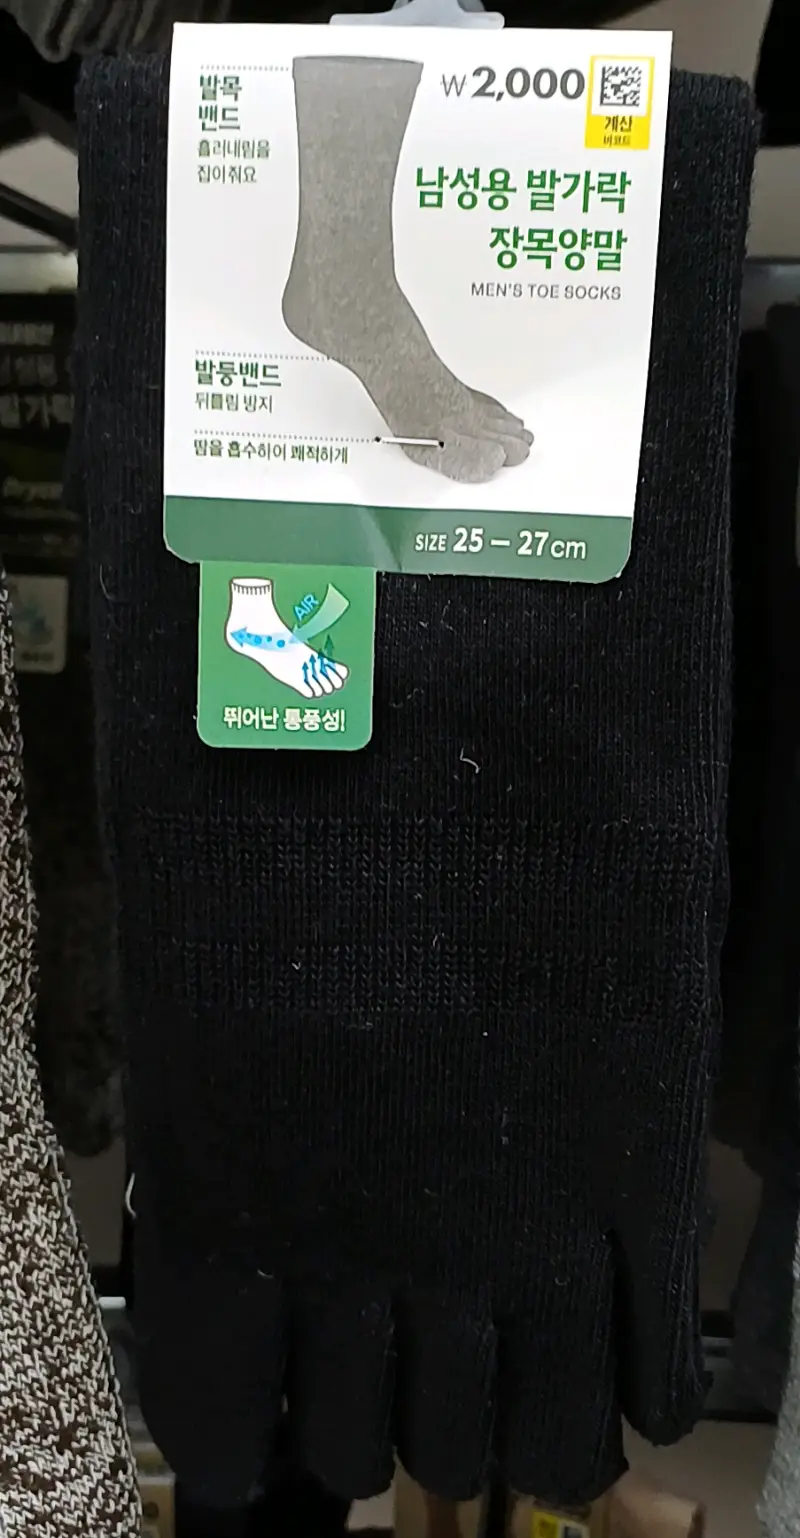 ₩2,000
계산
바코드
발목
밴드
흘러내림을
잡아줘요
남성용 발가락
장목양말
MEN'S TOE SOCKS
발등밴드
뒤틀림 방지
땀을 흡수하여 쾌적하게
SIZE 25 – 27cm
AIR
뛰어난 통풍성!